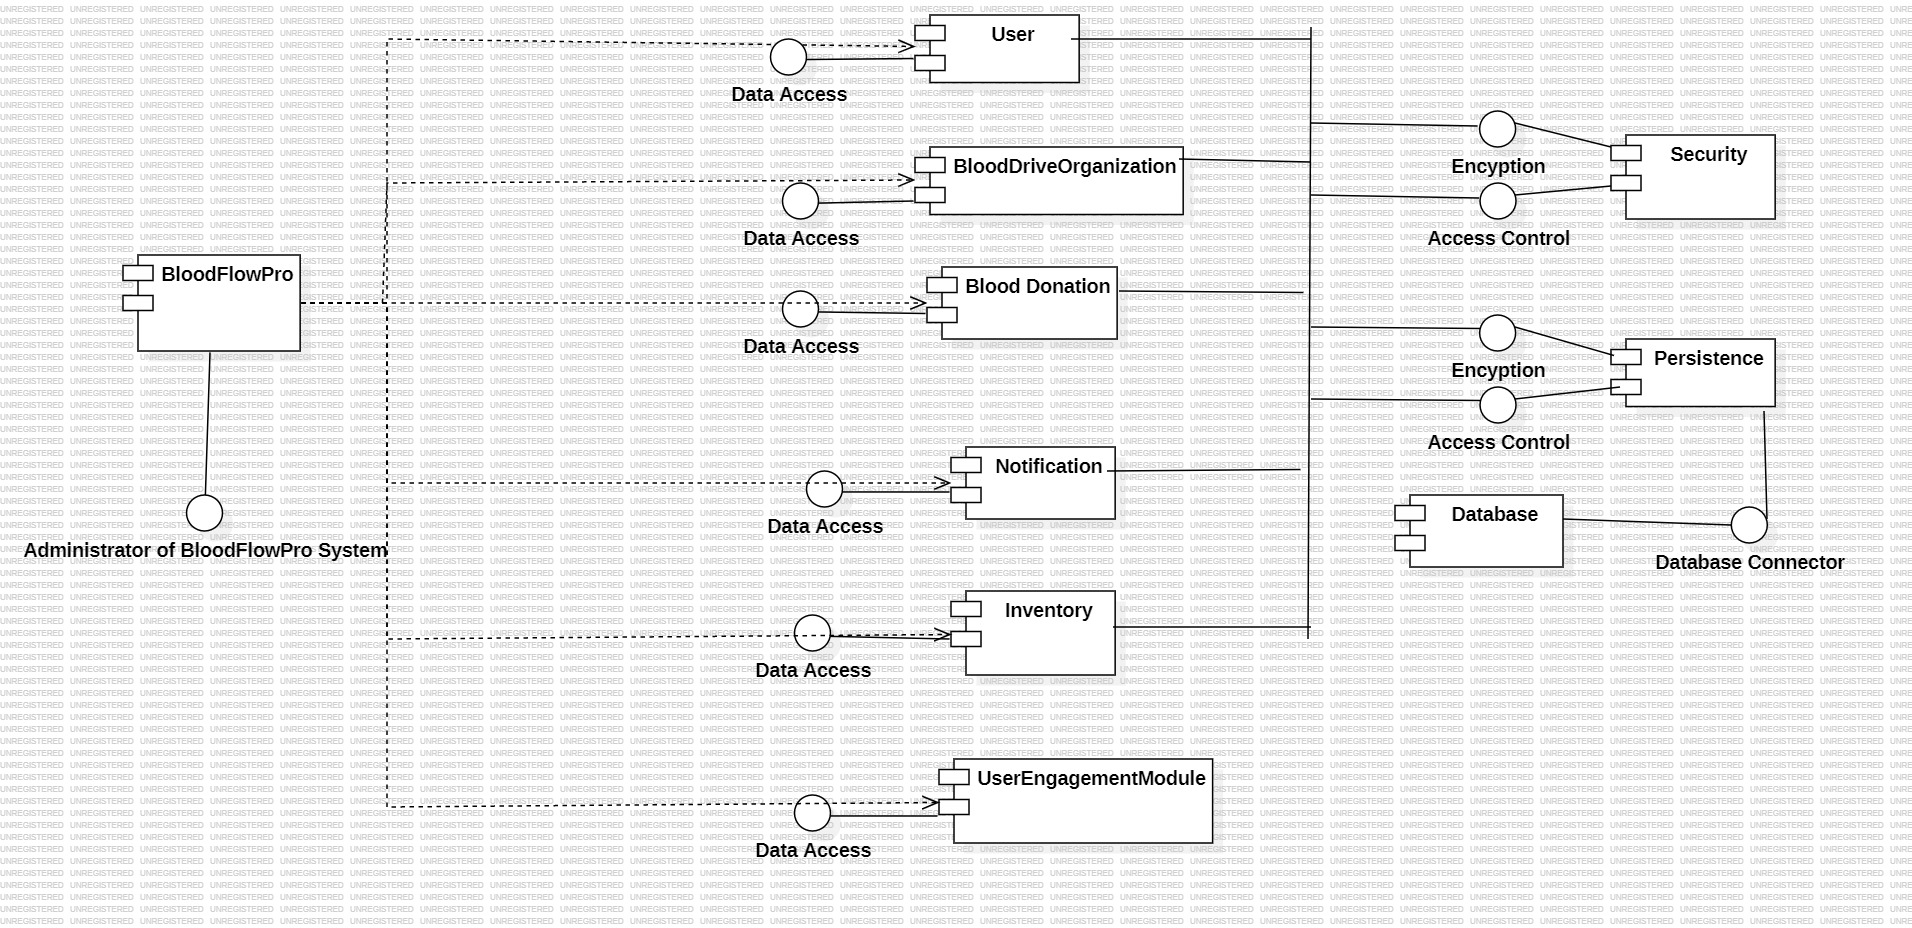 User
Data Access
BloodDriveOrganization
Data Access
BloodFlowPro
Blood Donation
Data Access
Administrator of BloodFlowPro System
Notification
Data Access
Inventory
Data Access
UserEngagementModule
Data Access
Encyption
Security
Access Control
Encyption
Persistence
Access Control
Database
Database Connector
UNREGISTERED